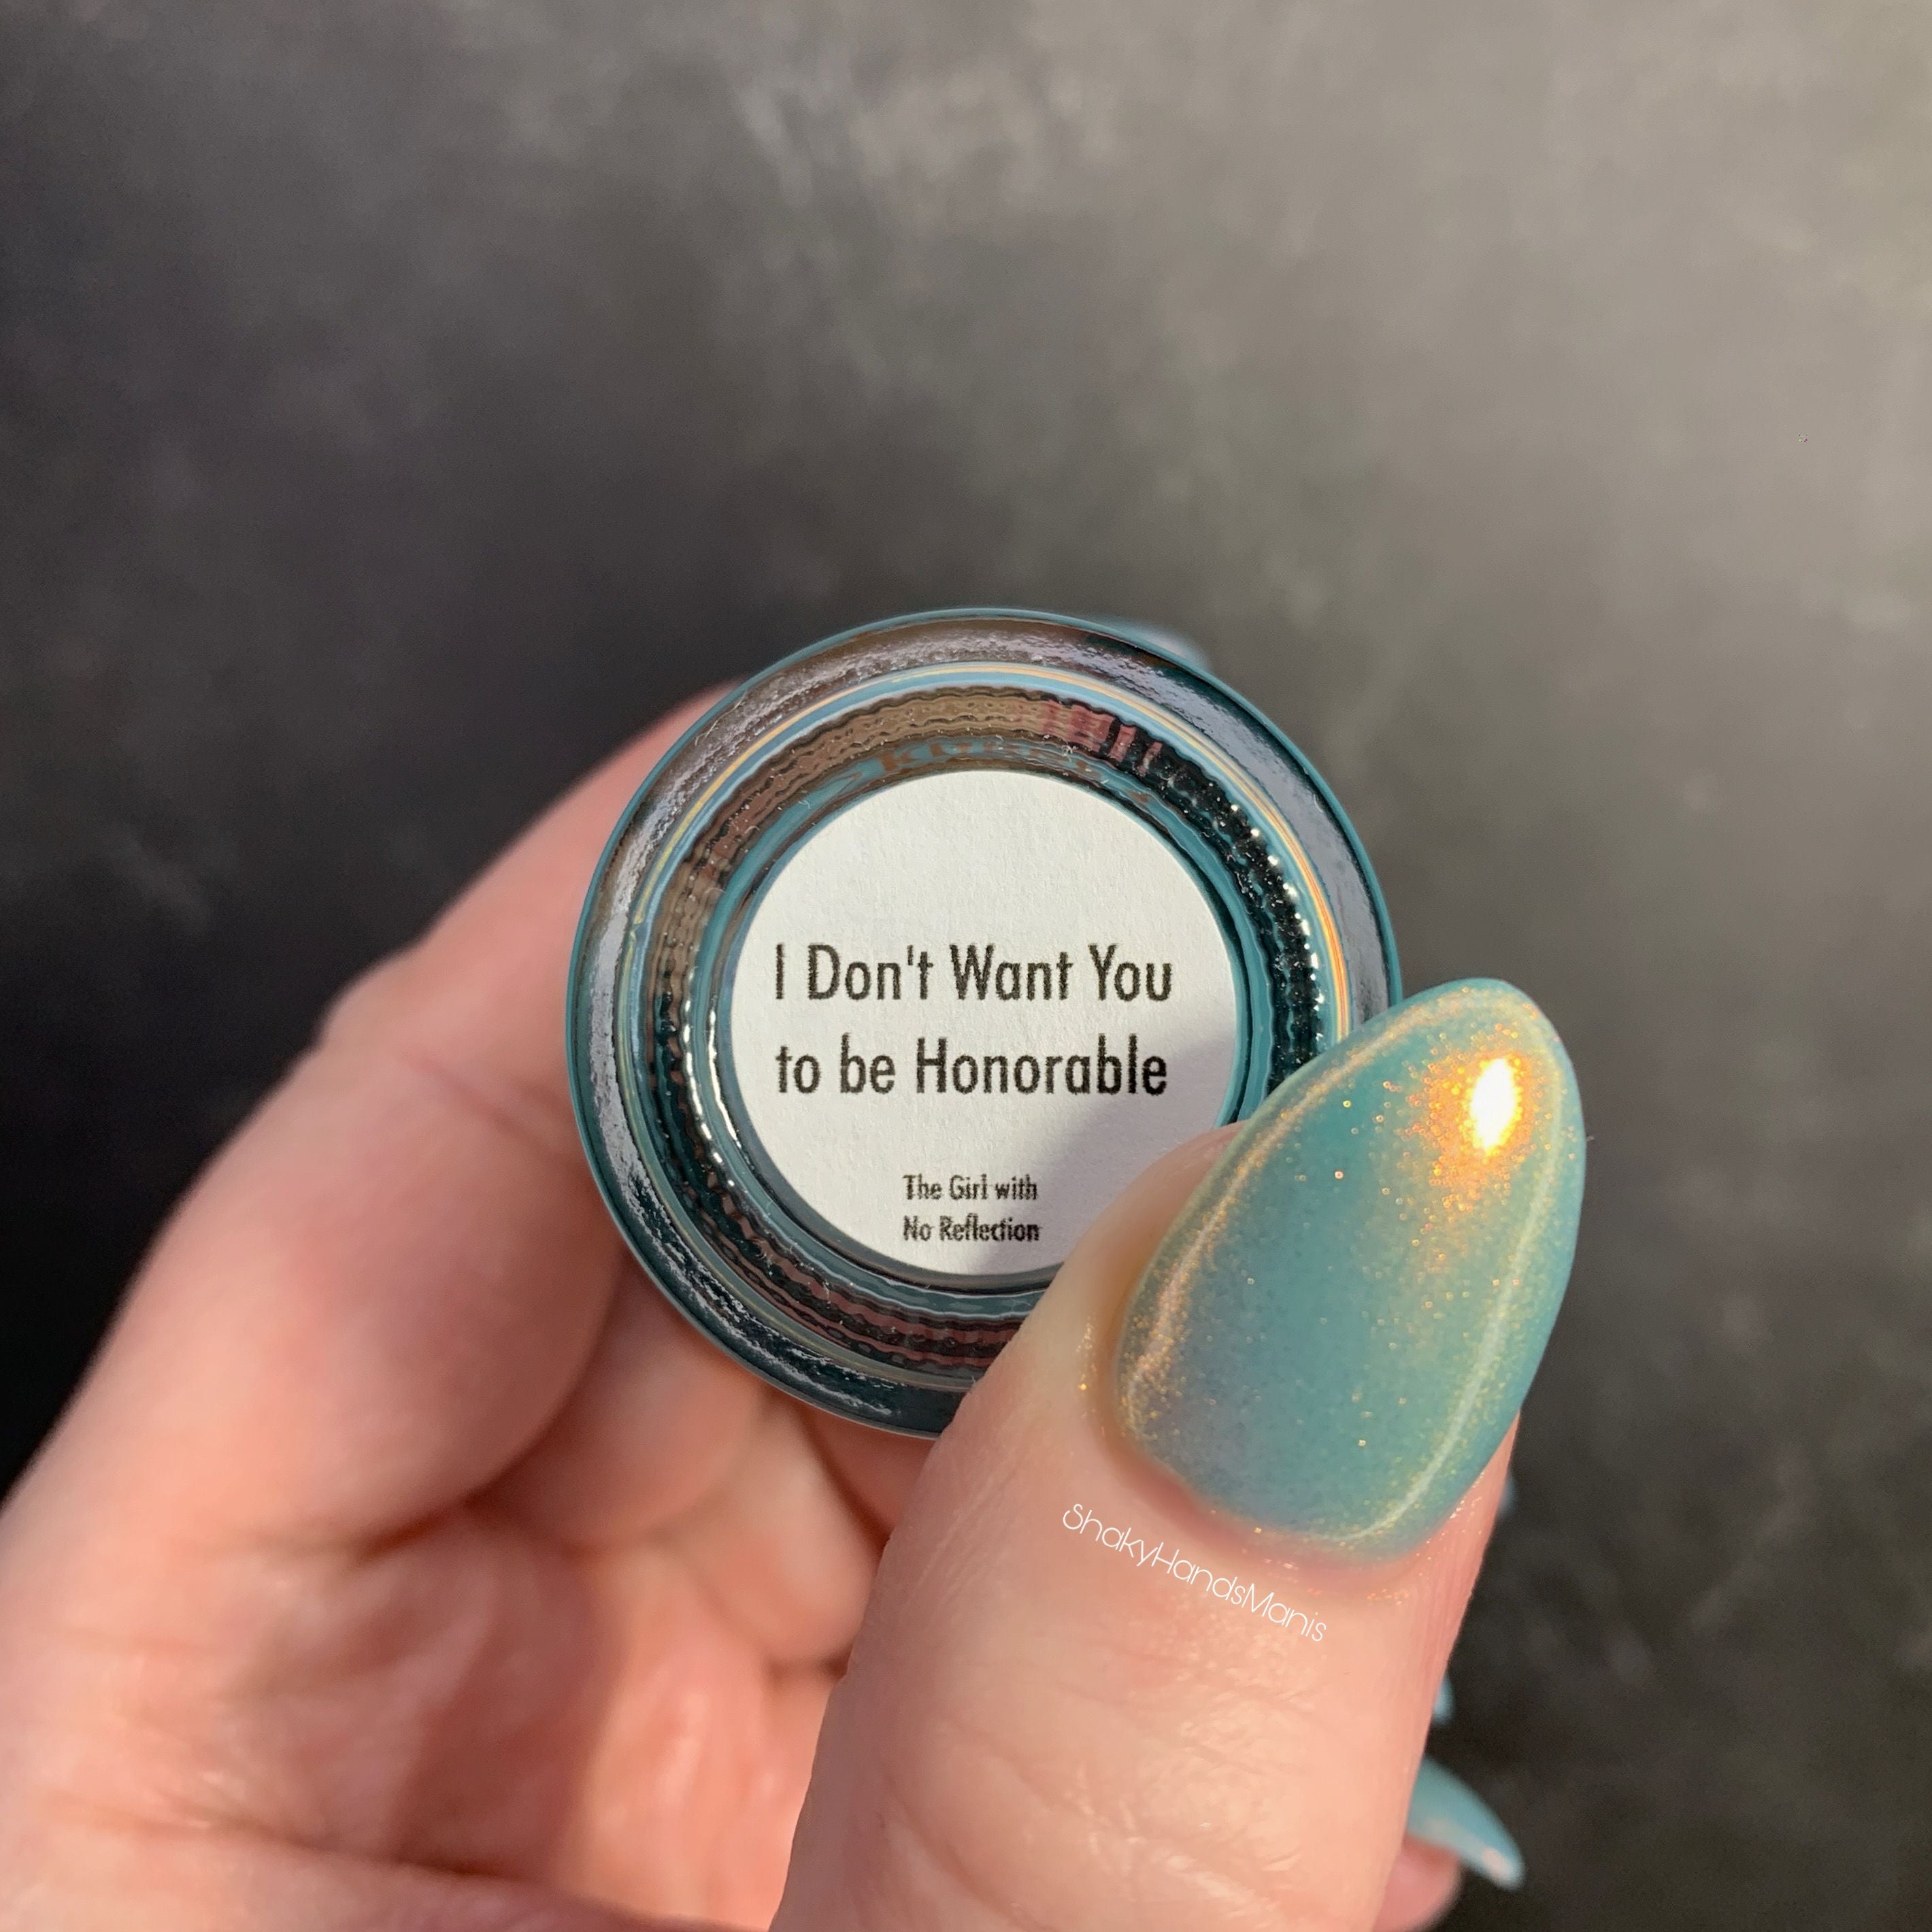 I Don't Want You
to be Honorable
The Girl with
No Reflection
ShakyHandsManis